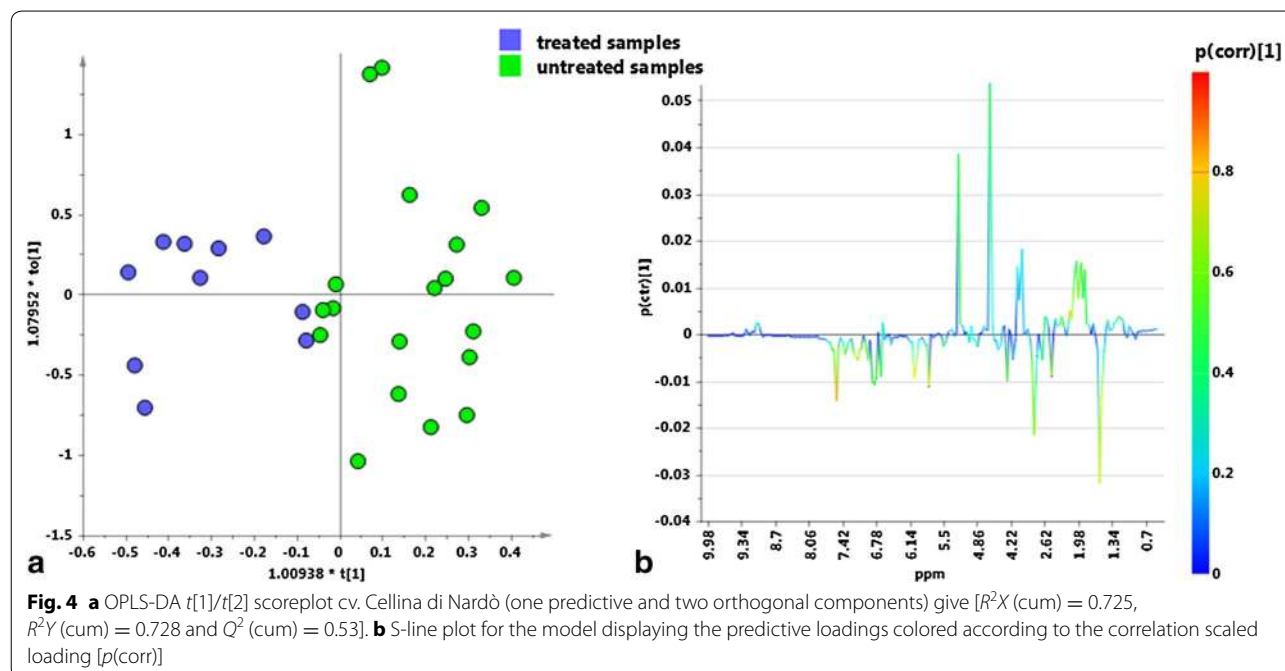 treated samples
untreated samples
1
0.5
0
-0.5
-1
-1.5
1.07952 * to[1]
-0.6 -0.5 -0.4 -0.3 -0.2 -0.1 0 0.1 0.2 0.3 0.4
1.00938 * t[1]
a
p(corr)[1]
0.05
0.04
0.03
0.02
0.01
0
-0.01
-0.02
-0.03
-0.04
p(ctr)[1]
9.98 9.34 8.7 8.06 7.42 6.78 6.14 5.5 4.86 4.22 2.62 1.98 1.34 0.7
ppm
b
0.8
0.6
0.4
0.2
0
Fig. 4 a OPLS-DA t[1]/t[2] scoreplot cv. Cellina di Nardò (one predictive and two orthogonal components) give [R²X (cum) = 0.725,
R²Y (cum) = 0.728 and Q² (cum) = 0.53]. b S-line plot for the model displaying the predictive loadings colored according to the correlation scaled
loading [p(corr)]